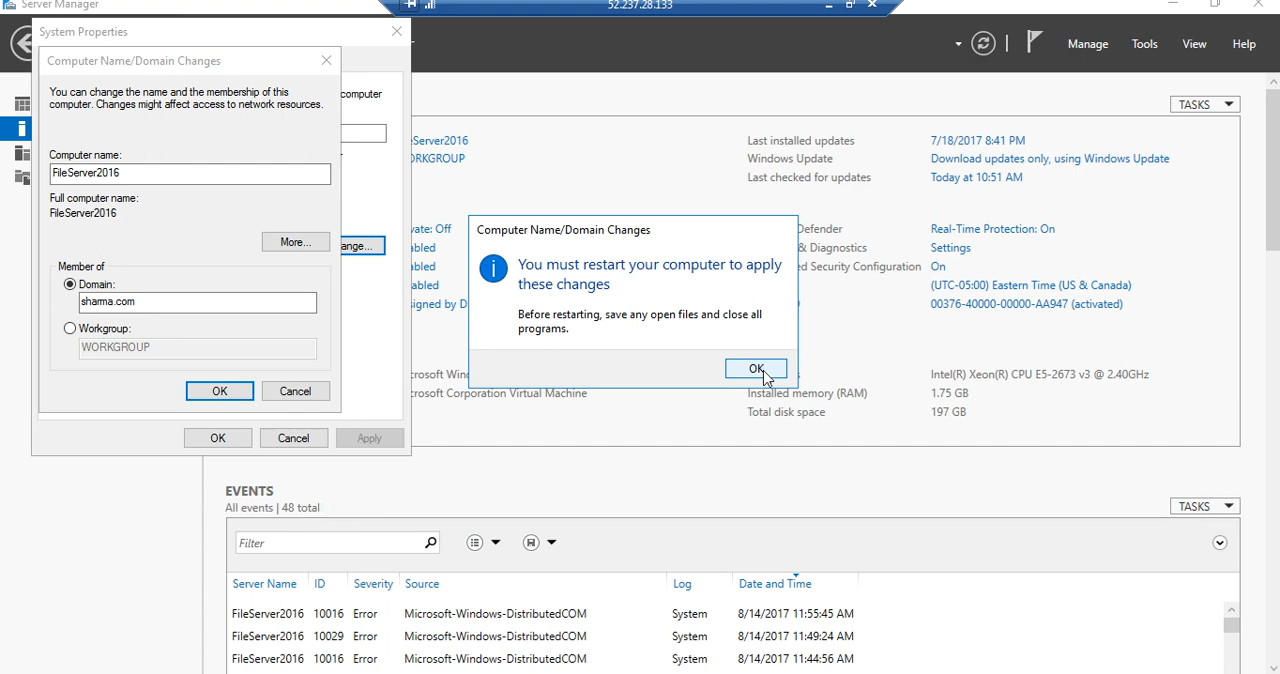 Server Manager
52.237.28.133
Manage Tools View Help
System Properties
Computer Name/Domain Changes
You can change the name and the membership of this
computer. Changes might affect access to network resources.
computer
Computer name:
FileServer2016
Full computer name:
FileServer2016
More...
ange...
Member of
Domain:
sharma.com
Workgroup:
WORKGROUP
OK Cancel
OK Cancel Apply
TASKS
eServer2016
ORKGROUP
Last installed updates 7/18/2017 8:41 PM
Windows Update Download updates only, using Windows Update
Last checked for updates Today at 10:51 AM
vate: Off
abled
abled
abled
signed by D
Defender Real-Time Protection: On
& Diagnostics Settings
ed Security Configuration On
(UTC-05:00) Eastern Time (US & Canada)
00376-40000-00000-AA947 (activated)
Computer Name/Domain Changes
You must restart your computer to apply
these changes
Before restarting, save any open files and close all
programs.
OK
crosoft Win
crosoft Corporation Virtual Machine
s Intel(R) Xeon(R) CPU E5-2673 v3 @ 2.40GHz
Installed memory (RAM) 1.75 GB
Total disk space 197 GB
EVENTS
All events | 48 total
TASKS
Filter
Server Name ID Severity Source Log Date and Time
FileServer2016 10016 Error Microsoft-Windows-DistributedCOM System 8/14/2017 11:55:45 AM
FileServer2016 10029 Error Microsoft-Windows-DistributedCOM System 8/14/2017 11:49:24 AM
FileServer2016 10016 Error Microsoft-Windows-DistributedCOM System 8/14/2017 11:44:56 AM